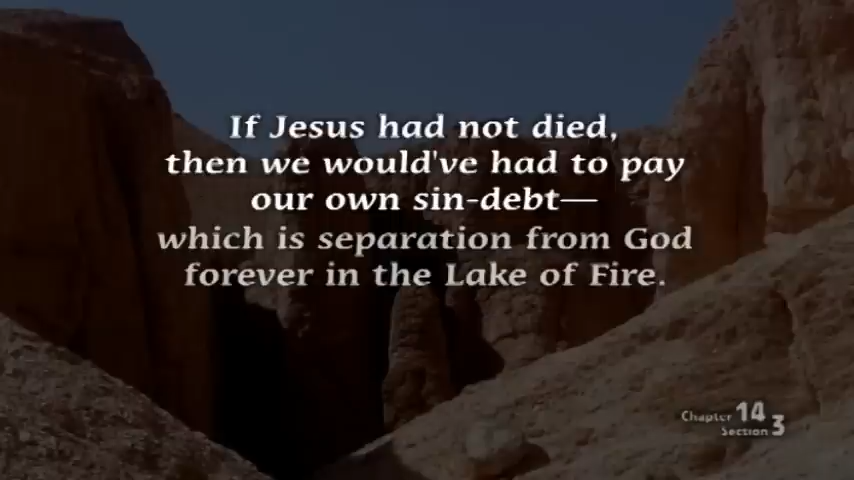 If Jesus had not died,
then we would've had to pay
our own sin-debt—
which is separation from God
forever in the Lake of Fire.
Chapter 14
Section 3